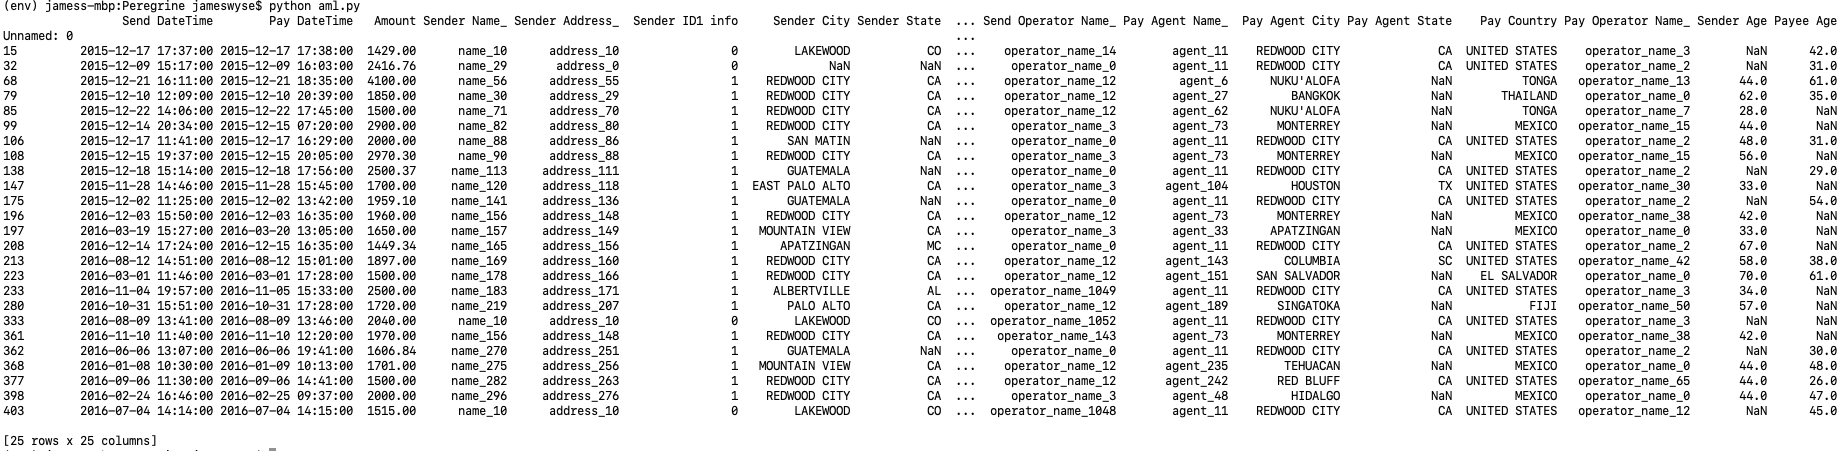 (env) jamess-mbp:Peregrine jameswyse$ python aml.py
Send DateTime Pay DateTime Amount Sender Name_ Sender Address_ Sender ID1 info Sender City Sender State ... Send Operator Name_ Pay Agent Name_ Pay Agent City Pay Agent State Pay Country Pay Operator Name_ Sender Age Payee Age
Unnamed: 0 ...
15 2015-12-17 17:37:00 2015-12-17 17:38:00 1429.00 name_10 address_10 0 LAKEWOOD CO ... operator_name_14 agent_11 REDWOOD CITY CA UNITED STATES operator_name_3 NaN 42.0
32 2015-12-09 15:17:00 2015-12-09 16:03:00 2416.76 name_29 address_0 0 NaN NaN ... operator_name_0 agent_11 REDWOOD CITY CA UNITED STATES operator_name_2 NaN 31.0
68 2015-12-21 16:11:00 2015-12-21 18:35:00 4100.00 name_56 address_55 1 REDWOOD CITY CA ... operator_name_12 agent_6 NUKU'ALOFA NaN TONGA operator_name_13 44.0 61.0
79 2015-12-10 12:09:00 2015-12-10 20:39:00 1850.00 name_30 address_29 1 REDWOOD CITY CA ... operator_name_12 agent_27 BANGKOK NaN THAILAND operator_name_0 62.0 35.0
85 2015-12-22 14:06:00 2015-12-22 17:45:00 1500.00 name_71 address_70 1 REDWOOD CITY CA ... operator_name_12 agent_62 NUKU'ALOFA NaN TONGA operator_name_7 28.0 NaN
99 2015-12-14 20:34:00 2015-12-15 07:20:00 2900.00 name_82 address_80 1 REDWOOD CITY CA ... operator_name_3 agent_73 MONTERREY NaN MEXICO operator_name_15 44.0 NaN
106 2015-12-17 11:41:00 2015-12-17 16:29:00 2000.00 name_88 address_86 1 SAN MATIN NaN ... operator_name_0 agent_11 REDWOOD CITY CA UNITED STATES operator_name_2 48.0 31.0
108 2015-12-15 19:37:00 2015-12-15 20:05:00 2970.30 name_90 address_88 1 REDWOOD CITY CA ... operator_name_3 agent_73 MONTERREY NaN MEXICO operator_name_15 56.0 NaN
138 2015-12-18 15:14:00 2015-12-18 17:56:00 2500.37 name_113 address_111 1 GUATEMALA NaN ... operator_name_0 agent_11 REDWOOD CITY CA UNITED STATES operator_name_2 NaN 29.0
147 2015-11-28 14:46:00 2015-11-28 15:45:00 1700.00 name_120 address_118 1 EAST PALO ALTO CA ... operator_name_3 agent_104 HOUSTON TX UNITED STATES operator_name_30 33.0 NaN
175 2015-12-02 11:25:00 2015-12-02 13:42:00 1959.10 name_141 address_136 1 GUATEMALA NaN ... operator_name_0 agent_11 REDWOOD CITY CA UNITED STATES operator_name_2 NaN 54.0
196 2016-12-03 15:50:00 2016-12-03 16:35:00 1960.00 name_156 address_148 1 REDWOOD CITY CA ... operator_name_12 agent_73 MONTERREY NaN MEXICO operator_name_38 42.0 NaN
197 2016-03-19 15:27:00 2016-03-20 13:05:00 1650.00 name_157 address_149 1 MOUNTAIN VIEW CA ... operator_name_3 agent_33 APATZINGAN NaN MEXICO operator_name_0 33.0 NaN
208 2016-12-14 17:24:00 2016-12-15 16:35:00 1449.34 name_165 address_156 1 APATZINGAN MC ... operator_name_0 agent_11 REDWOOD CITY CA UNITED STATES operator_name_2 67.0 NaN
213 2016-08-12 14:51:00 2016-08-12 15:01:00 1897.00 name_169 address_160 1 REDWOOD CITY CA ... operator_name_12 agent_143 COLUMBIA SC UNITED STATES operator_name_42 58.0 38.0
223 2016-03-01 11:46:00 2016-03-01 17:28:00 1500.00 name_178 address_166 1 REDWOOD CITY CA ... operator_name_12 agent_151 SAN SALVADOR NaN EL SALVADOR operator_name_0 70.0 61.0
233 2016-11-04 19:57:00 2016-11-05 15:33:00 2500.00 name_183 address_171 1 ALBERTVILLE AL ... operator_name_1049 agent_11 REDWOOD CITY CA UNITED STATES operator_name_3 34.0 NaN
280 2016-10-31 15:51:00 2016-10-31 17:28:00 1720.00 name_219 address_207 1 PALO ALTO CA ... operator_name_12 agent_189 SINGATOKA NaN FIJI operator_name_50 57.0 NaN
333 2016-08-09 13:41:00 2016-08-09 13:46:00 2040.00 name_10 address_10 0 LAKEWOOD CO ... operator_name_1052 agent_11 REDWOOD CITY CA UNITED STATES operator_name_3 NaN NaN
361 2016-11-10 11:40:00 2016-11-10 12:20:00 1970.00 name_156 address_148 1 REDWOOD CITY CA ... operator_name_143 agent_73 MONTERREY NaN MEXICO operator_name_38 42.0 NaN
362 2016-06-06 13:07:00 2016-06-06 19:41:00 1606.84 name_270 address_251 1 GUATEMALA NaN ... operator_name_0 agent_11 REDWOOD CITY CA UNITED STATES operator_name_2 NaN 30.0
368 2016-01-08 10:30:00 2016-01-09 10:13:00 1701.00 name_275 address_256 1 MOUNTAIN VIEW CA ... operator_name_12 agent_235 TEHUACAN NaN MEXICO operator_name_0 44.0 48.0
377 2016-09-06 11:30:00 2016-09-06 14:41:00 1500.00 name_282 address_263 1 REDWOOD CITY CA ... operator_name_12 agent_242 RED BLUFF CA UNITED STATES operator_name_65 44.0 26.0
398 2016-02-24 16:46:00 2016-02-25 09:37:00 2000.00 name_296 address_276 1 REDWOOD CITY CA ... operator_name_3 agent_48 HIDALGO NaN MEXICO operator_name_0 44.0 47.0
403 2016-07-04 14:14:00 2016-07-04 14:15:00 1515.00 name_10 address_10 0 LAKEWOOD CO ... operator_name_1048 agent_11 REDWOOD CITY CA UNITED STATES operator_name_12 NaN 45.0
[25 rows x 25 columns]